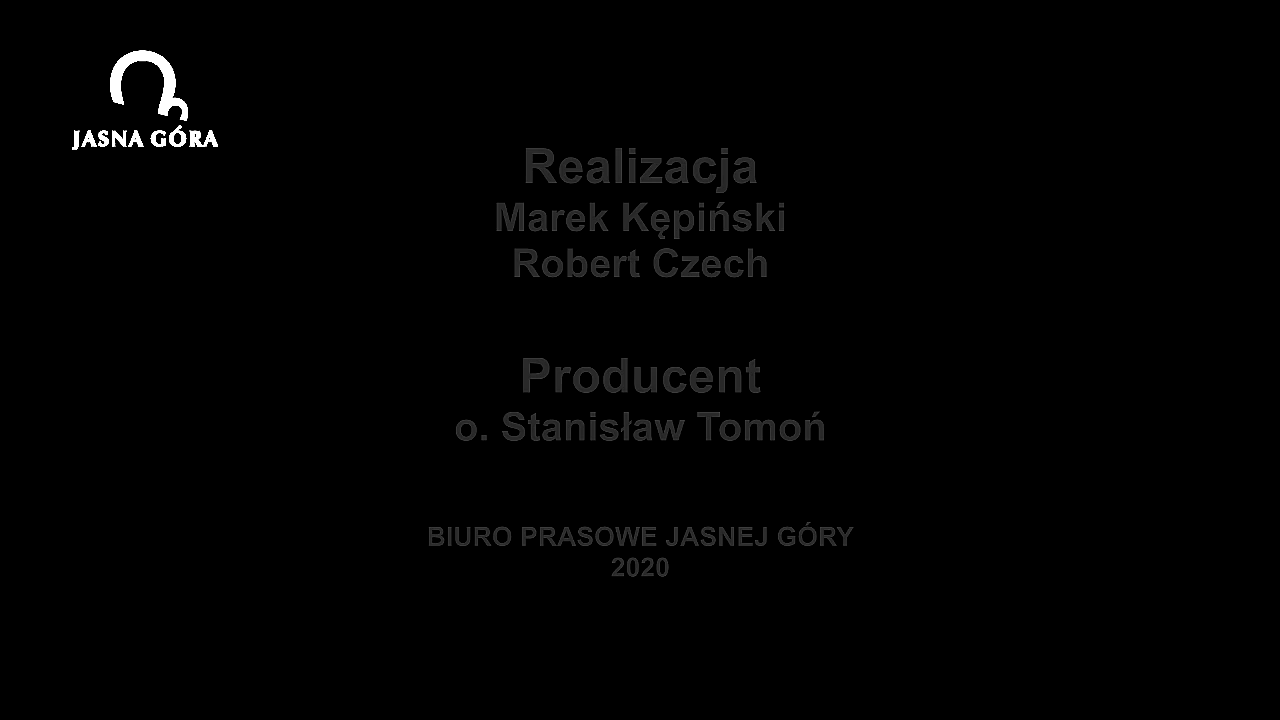 JASNA GÓRA
Realizacja
Marek Kępiński
Robert Czech
Producent
o. Stanisław Tomoń
BIURO PRASOWE JASNEJ GÓRY
2020